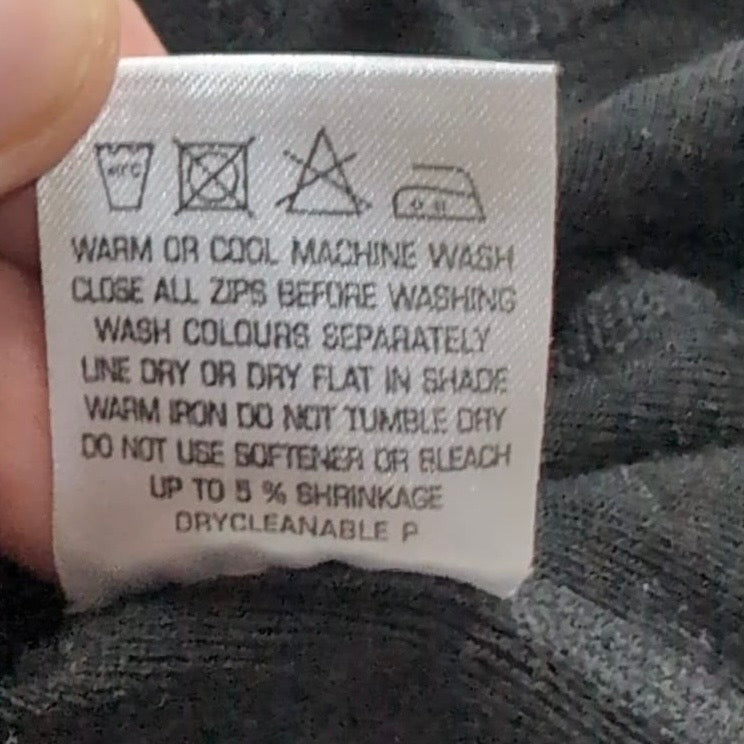 40°C
WARM OR COOL MACHINE WASH
CLOSE ALL ZIPS BEFORE WASHING
WASH COLOURS SEPARATELY
LINE DRY OR DRY FLAT IN SHADE
WARM IRON DO NOT TUMBLE DRY
DO NOT USE SOFTENER OR BLEACH
UP TO 5 % SHRINKAGE
DRYCLEANABLE P